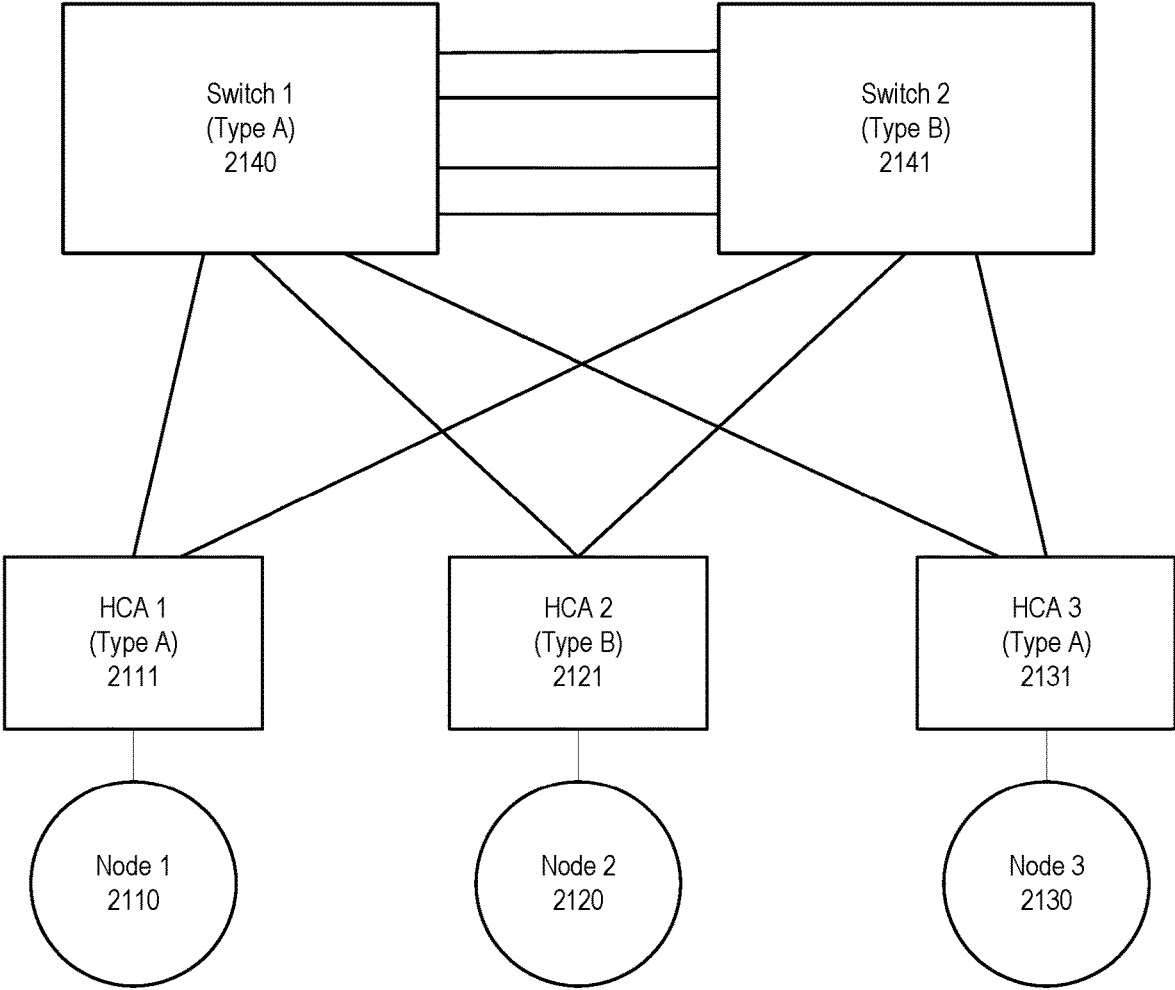 Switch 1
(Type A)
2140
Switch 2
(Type B)
2141
HCA 1
(Type A)
2111
HCA 2
(Type B)
2121
HCA 3
(Type A)
2131
Node 1
2110
Node 2
2120
Node 3
2130